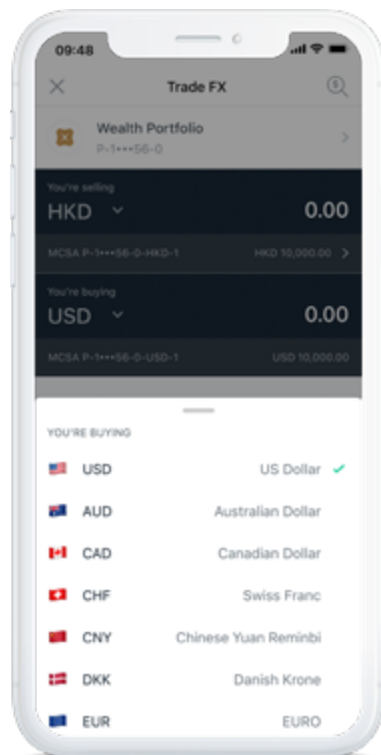 09:48
Trade FX
Wealth Portfolio
P-1•••56-0
You're selling
HKD 0.00
MCSA P-1•••56-0-HKD-1 HKD 10,000.00
You're buying
USD 0.00
MCSA P-1•••56-0-USD-1 USD 10,000.00
YOU'RE BUYING
USD US Dollar
AUD Australian Dollar
CAD Canadian Dollar
CHF Swiss Franc
CNY Chinese Yuan Reminbi
DKK Danish Krone
EUR EURO